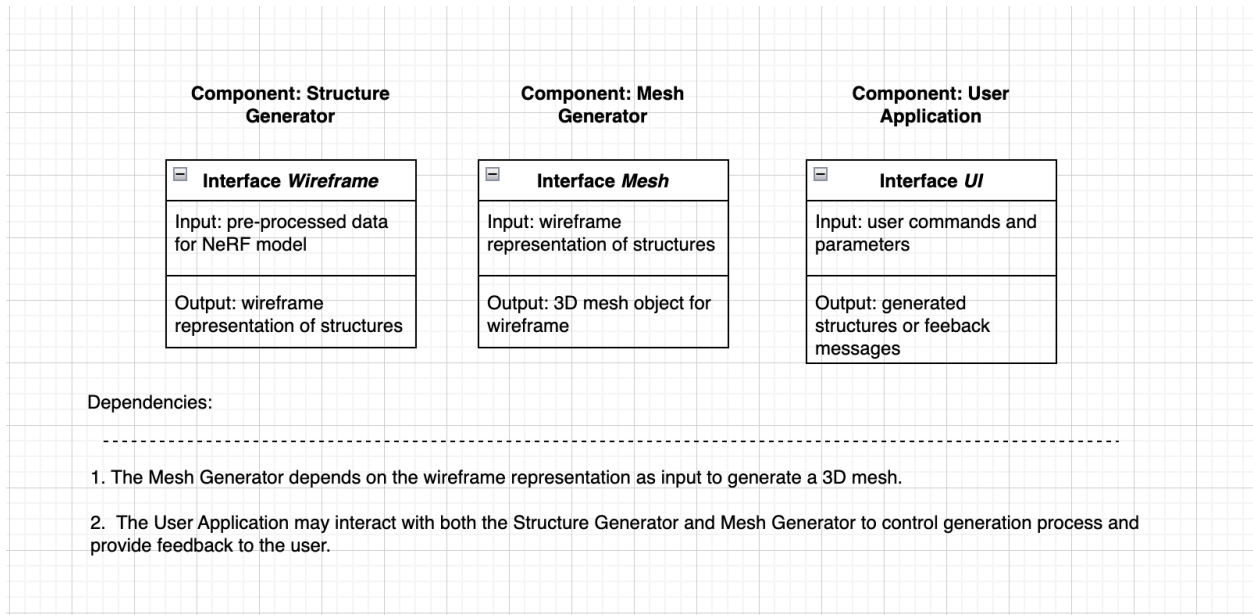 Component: Structure
Generator
Component: Mesh
Generator
Component: User
Application
Interface Wireframe
Input: pre-processed data
for NeRF model
Output: wireframe
representation of structures
Interface Mesh
Input: wireframe
representation of structures
Output: 3D mesh object for
wireframe
Interface UI
Input: user commands and
parameters
Output: generated
structures or feeback
messages
Dependencies:
1. The Mesh Generator depends on the wireframe representation as input to generate a 3D mesh.
2. The User Application may interact with both the Structure Generator and Mesh Generator to control generation process and
provide feedback to the user.